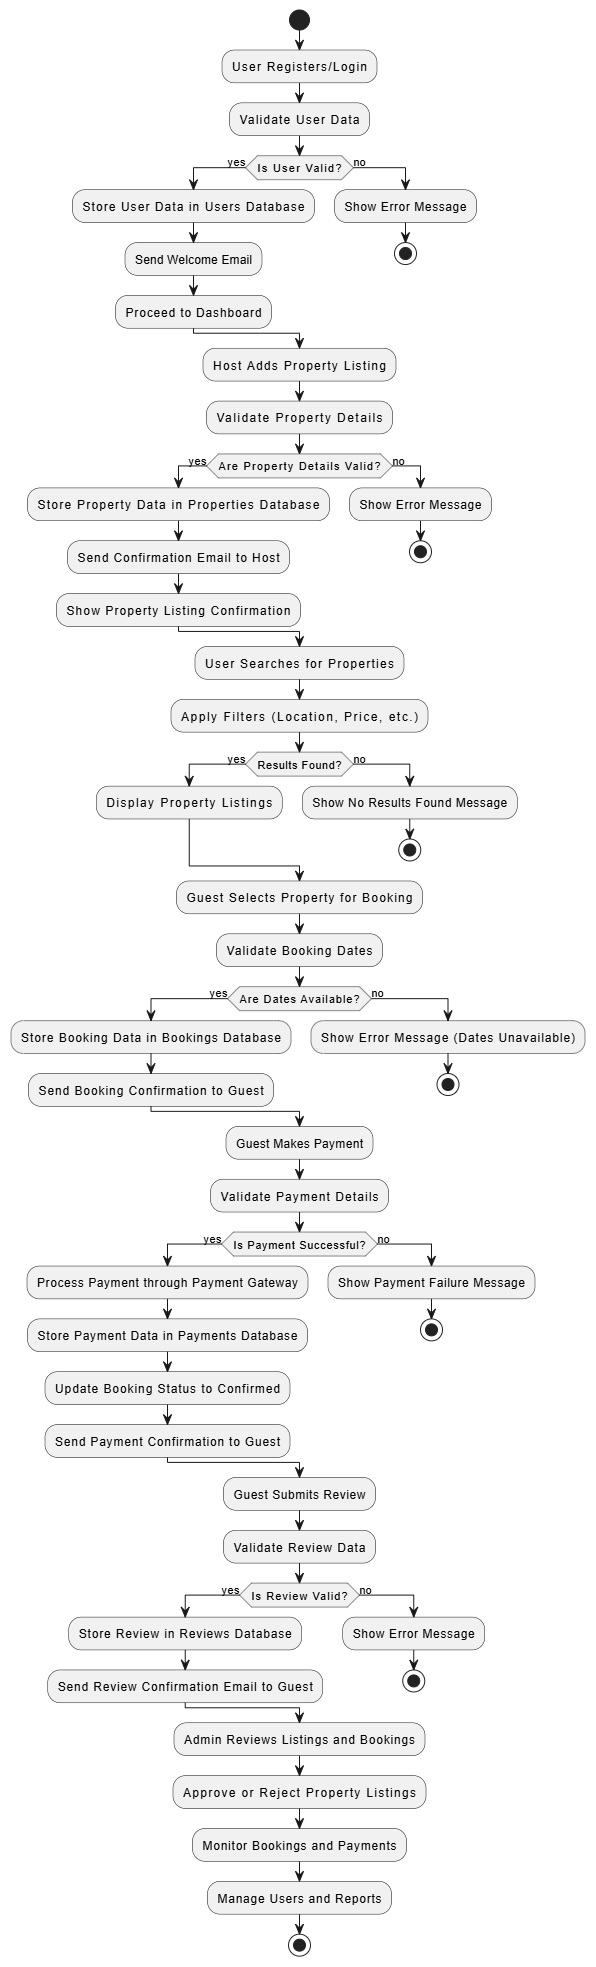 User Registers/Login
Validate User Data
yes
Is User Valid?
no
Store User Data in Users Database
Show Error Message
Send Welcome Email
Proceed to Dashboard
Host Adds Property Listing
Validate Property Details
yes
Are Property Details Valid?
no
Store Property Data in Properties Database
Show Error Message
Send Confirmation Email to Host
Show Property Listing Confirmation
User Searches for Properties
Apply Filters (Location, Price, etc.)
yes
Results Found?
no
Display Property Listings
Show No Results Found Message
Guest Selects Property for Booking
Validate Booking Dates
yes
Are Dates Available?
no
Store Booking Data in Bookings Database
Show Error Message (Dates Unavailable)
Send Booking Confirmation to Guest
Guest Makes Payment
Validate Payment Details
yes
Is Payment Successful?
no
Process Payment through Payment Gateway
Show Payment Failure Message
Store Payment Data in Payments Database
Update Booking Status to Confirmed
Send Payment Confirmation to Guest
Guest Submits Review
Validate Review Data
yes
Is Review Valid?
no
Store Review in Reviews Database
Show Error Message
Send Review Confirmation Email to Guest
Admin Reviews Listings and Bookings
Approve or Reject Property Listings
Monitor Bookings and Payments
Manage Users and Reports